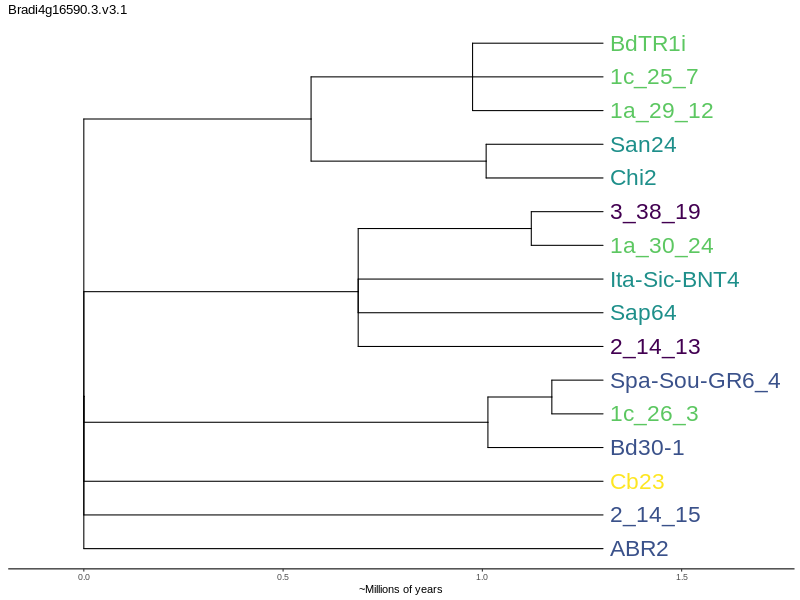 Bradi4g16590.3.v3.1
BdTR1i
1c_25_7
1a_29_12
San24
Chi2
3_38_19
1a_30_24
Ita-Sic-BNT4
Sap64
2_14_13
Spa-Sou-GR6_4
1c_26_3
Bd30-1
Cb23
2_14_15
ABR2
0.0 0.5 1.0 1.5
~Millions of years